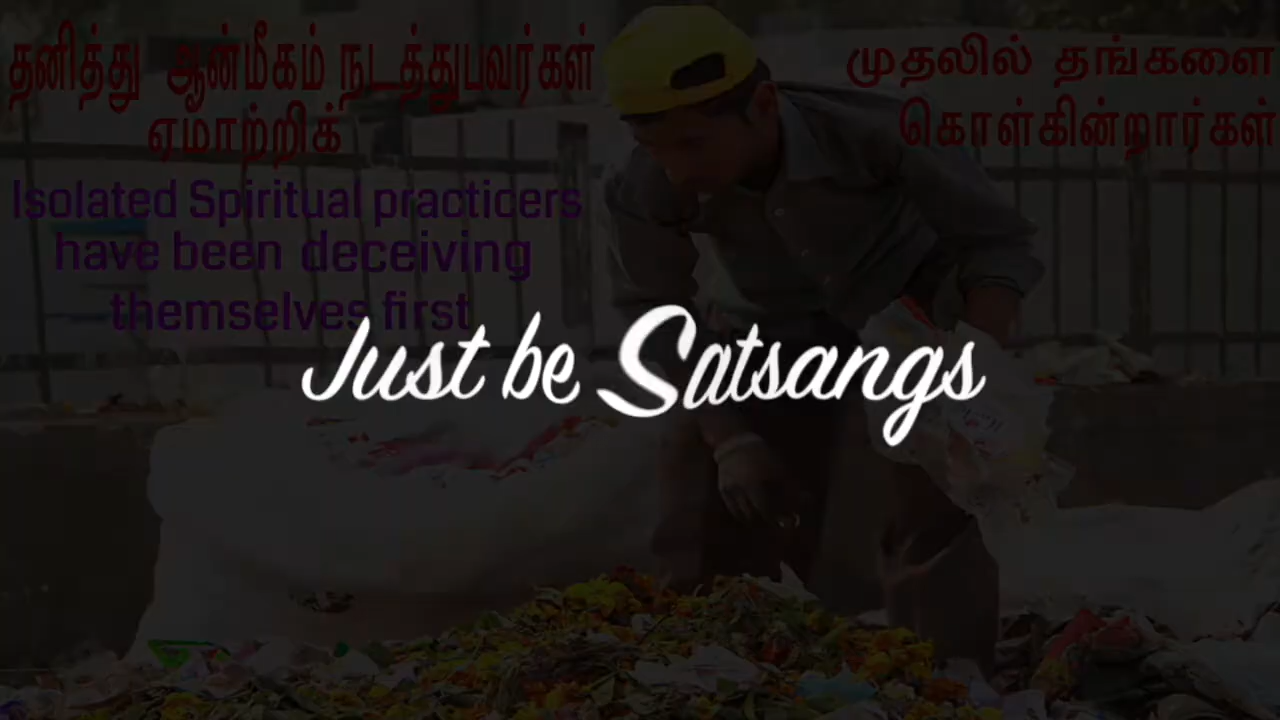 தனித்து ஆன்மீகம் நடத்துபவர்கள்
ஏமாற்றிக்
முதலில் தங்களை
கொள்கின்றார்கள்
Isolated Spiritual practicers
have been deceiving
themselves first
Just be Satsangs